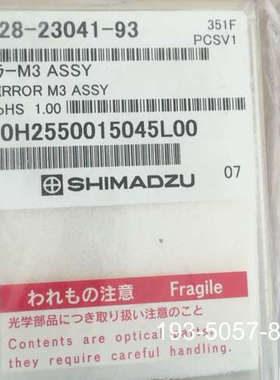 28-23041-93
351F
PCSV1
ラーM3 ASSY
ERROR M3 ASSY
oHS 1.00
0H2550015045L00
SHIMADZU
07
われもの注意 Fragile
光学部品につき取り扱い注意のこと
Contents are optical parts
they require careful handling.
193-5057-8